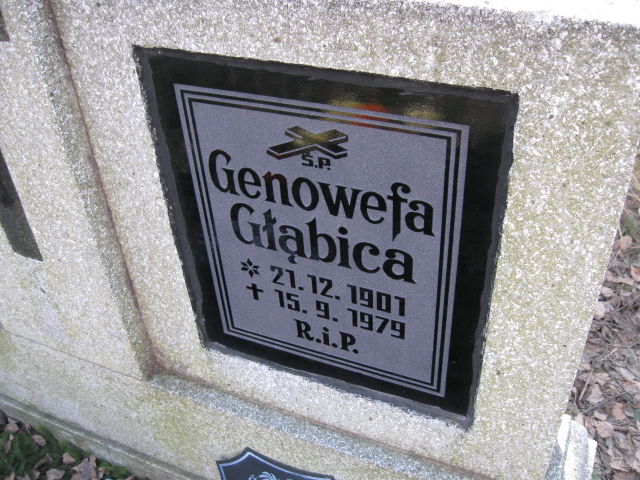 Ś.P.
Genowefa
Głąbica
* 21.12.1901
✝ 15.9.1979
R.i.P.